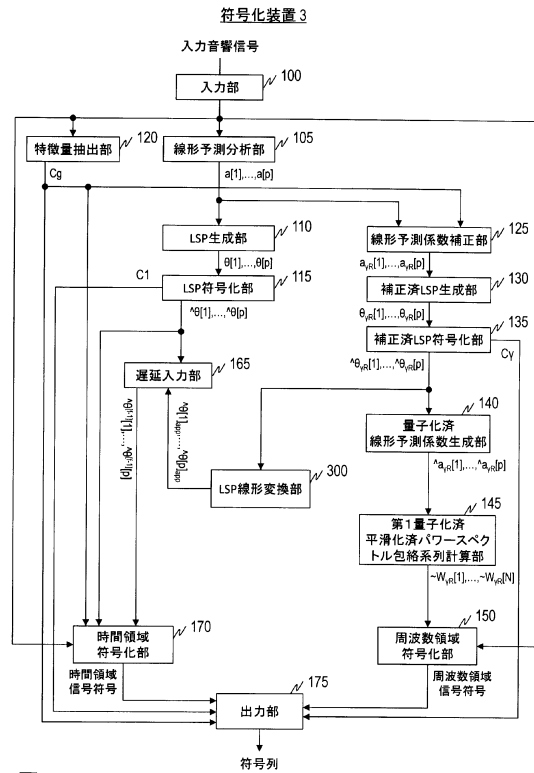 符号化装置3
入力音響信号
入力部
100
特徴量抽出部
120
線形予測分析部
105
Cg
a[1],...,a[p]
LSP生成部
110
線形予測係数補正部
125
θ[1],...,θ[p]
aγR[1],...,aγR[p]
C1
LSP符号化部
115
補正済LSP生成部
130
^θ[1],...,^θ[p]
θγR[1],...,θγR[p]
補正済LSP符号化部
135
^θγR[1],...,^θγR[p]
Cγ
遅延入力部
165
^θ[f-1][1],...,^θ[f-1][p]
^θ[1]app,...,^θ[p]app
量子化済
線形予測係数生成部
140
LSP線形変換部
300
^aγR[1],...,^aγR[p]
第1量子化済
平滑化済パワースペク
トル包絡系列計算部
145
~WγR[1],...,~WγR[N]
時間領域
符号化部
170
周波数領域
符号化部
150
時間領域
信号符号
周波数領域
信号符号
出力部
175
符号列